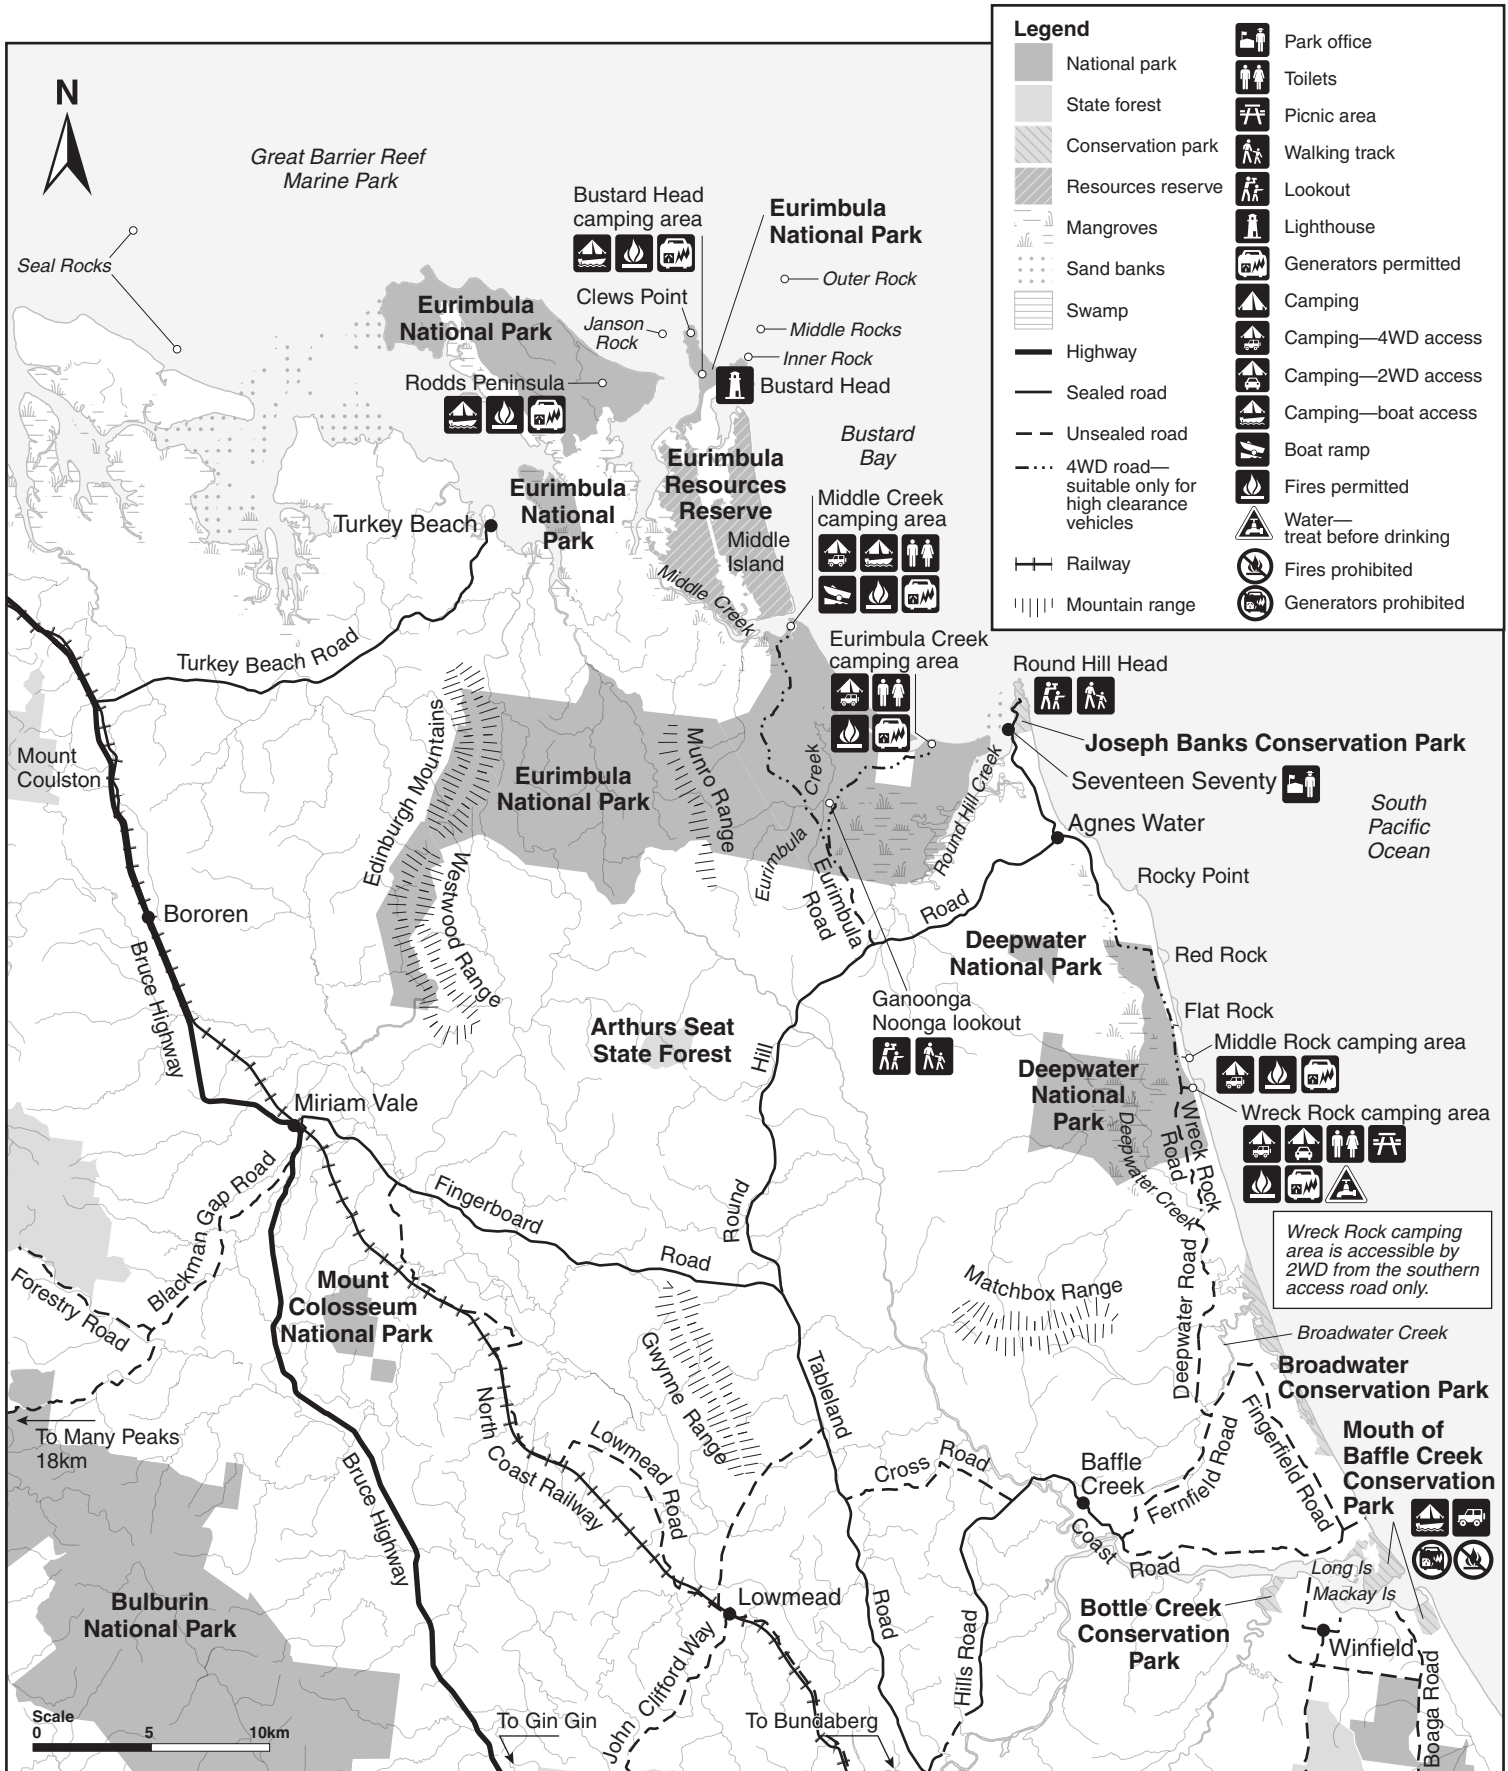 Legend
National park
State forest
Conservation park
Resources reserve
Mangroves
Sand banks
Swamp
Highway
Sealed road
Unsealed road
4WD road—
suitable only for
high clearance
vehicles
Railway
Mountain range
Park office
Toilets
Picnic area
Walking track
Lookout
Lighthouse
Generators permitted
Camping
Camping—4WD access
Camping—2WD access
Camping—boat access
Boat ramp
Fires permitted
Water—
treat before drinking
Fires prohibited
Generators prohibited
N
Great Barrier Reef
Marine Park
Seal Rocks
Bustard Head
camping area
Eurimbula
National Park
Outer Rock
Clews Point
Janson
Rock
Middle Rocks
Inner Rock
Bustard Head
Eurimbula
National Park
Rodds Peninsula
Bustard
Bay
Eurimbula
Resources
Reserve
Eurimbula
National
Park
Turkey Beach
Middle
Island
Middle Creek
Middle Creek
camping area
Turkey Beach Road
Eurimbula Creek
camping area
Round Hill Head
Joseph Banks Conservation Park
Seventeen Seventy
South
Pacific
Ocean
Mount
Coulston
Edinburgh Mountains
Eurimbula
National Park
Munro Range
Eurimbula
Creek
Round Hill Creek
Agnes Water
Rocky Point
Westwood Range
Eurimbula
Road
Road
Bororen
Bruce Highway
Deepwater
National Park
Red Rock
Ganoonga
Noonga lookout
Flat Rock
Arthurs Seat
State Forest
Hill
Middle Rock camping area
Deepwater
National
Park
Deepwater Creek
Wreck Rock
Road
Wreck Rock camping area
Miriam Vale
Fingerboard
Road
Round
Blackman Gap Road
Forestry Road
Wreck Rock camping
area is accessible by
2WD from the southern
access road only.
Mount
Colosseum
National Park
Matchbox Range
Deepwater Road
Broadwater Creek
Gwynne Range
Tableland
Broadwater
Conservation Park
To Many Peaks
18km
North Coast Railway
Lowmead Road
Cross Road
Baffle
Creek
Fernfield Road
Fingerfield Road
Mouth of
Baffle Creek
Conservation
Park
Bruce Highway
Coast
Road
Long Is
Mackay Is
Bulburin
National Park
Lowmead
Road
Hills Road
Bottle Creek
Conservation
Park
Winfield
Boaga Road
John Clifford Way
Scale
0 5 10km
To Gin Gin
To Bundaberg